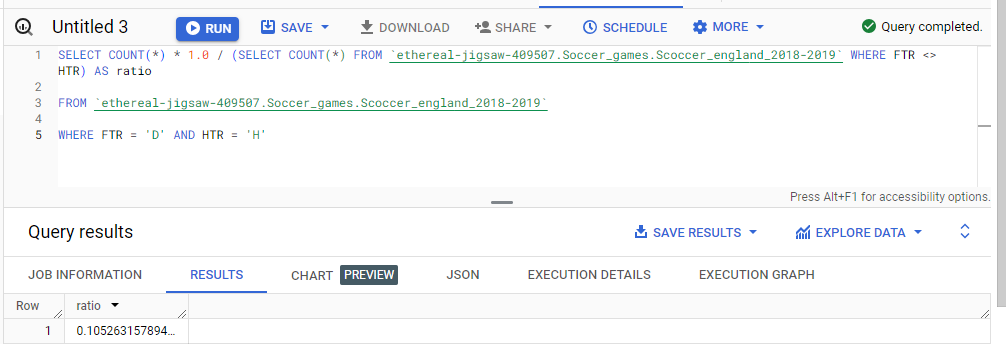 Untitled 3 RUN SAVE DOWNLOAD SHARE SCHEDULE MORE Query completed.
1 SELECT COUNT(*) * 1.0 / (SELECT COUNT(*) FROM `ethereal-jigsaw-409507.Soccer_games.Scoccer_england_2018-2019` WHERE FTR <>
HTR) AS ratio
2
3 FROM `ethereal-jigsaw-409507.Soccer_games.Scoccer_england_2018-2019`
4
5 WHERE FTR = 'D' AND HTR = 'H'
Press Alt+F1 for accessibility options.
Query results SAVE RESULTS EXPLORE DATA
JOB INFORMATION RESULTS CHART PREVIEW JSON EXECUTION DETAILS EXECUTION GRAPH
Row ratio
1 0.105263157894...